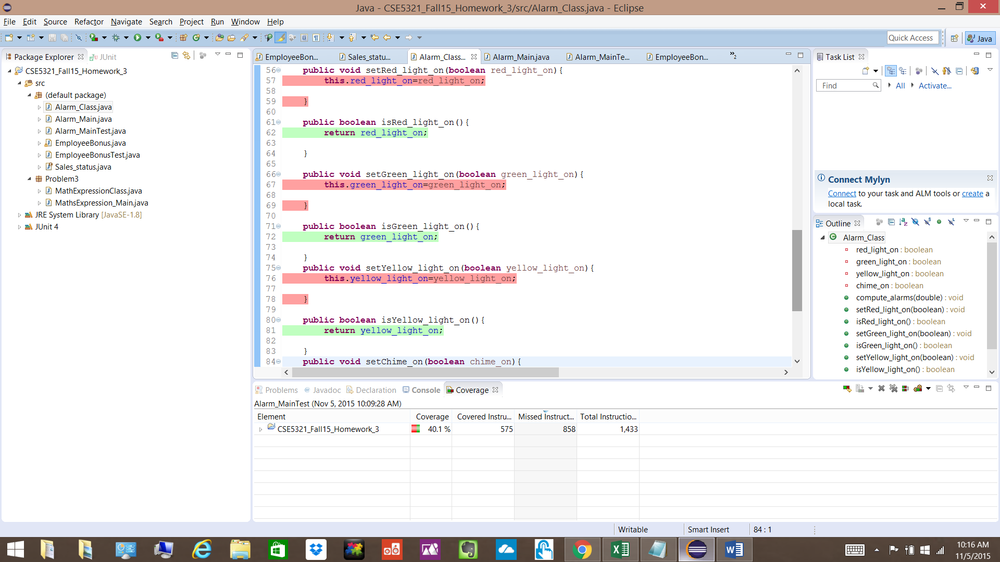 Java - CSE5321_Fall15_Homework_3/src/Alarm_Class.java - Eclipse
File Edit Source Refactor Navigate Search Project Run Window Help
Quick Access
Java
Package Explorer
JUnit
CSE5321_Fall15_Homework_3
src
(default package)
Alarm_Class.java
Alarm_Main.java
Alarm_MainTest.java
EmployeeBonus.java
EmployeeBonusTest.java
Sales_status.java
Problem3
MathExpressionClass.java
MathsExpression_Main.java
JRE System Library [JavaSE-1.8]
JUnit 4
EmployeeBon... Sales_statu... Alarm_Class... Alarm_Main.java Alarm_MainTe... EmployeeBon... »2
56 public void setRed_light_on(boolean red_light_on){
57 this.red_light_on=red_light_on;
58
59 }
60
61 public boolean isRed_light_on(){
62 return red_light_on;
63
64 }
65
66 public void setGreen_light_on(boolean green_light_on){
67 this.green_light_on=green_light_on;
68
69 }
70
71 public boolean isGreen_light_on(){
72 return green_light_on;
73
74 }
75 public void setYellow_light_on(boolean yellow_light_on){
76 this.yellow_light_on=yellow_light_on;
77
78 }
79
80 public boolean isYellow_light_on(){
81 return yellow_light_on;
82
83 }
84 public void setChime_on(boolean chime_on){
Task List
Find
All
Activate...
Connect Mylyn
Connect to your task and ALM tools or create a
local task.
Outline
Alarm_Class
red_light_on : boolean
green_light_on : boolean
yellow_light_on : boolean
chime_on : boolean
compute_alarms(double) : void
setRed_light_on(boolean) : void
isRed_light_on() : boolean
setGreen_light_on(boolean) : void
isGreen_light_on() : boolean
setYellow_light_on(boolean) : void
isYellow_light_on() : boolean
Problems @ Javadoc Declaration Console Coverage
Alarm_MainTest (Nov 5, 2015 10:09:28 AM)
Element Coverage Covered Instru... Missed Instruct... Total Instructio...
CSE5321_Fall15_Homework_3 40.1 % 575 858 1,433
Writable Smart Insert 84 : 1
10:16 AM
11/5/2015